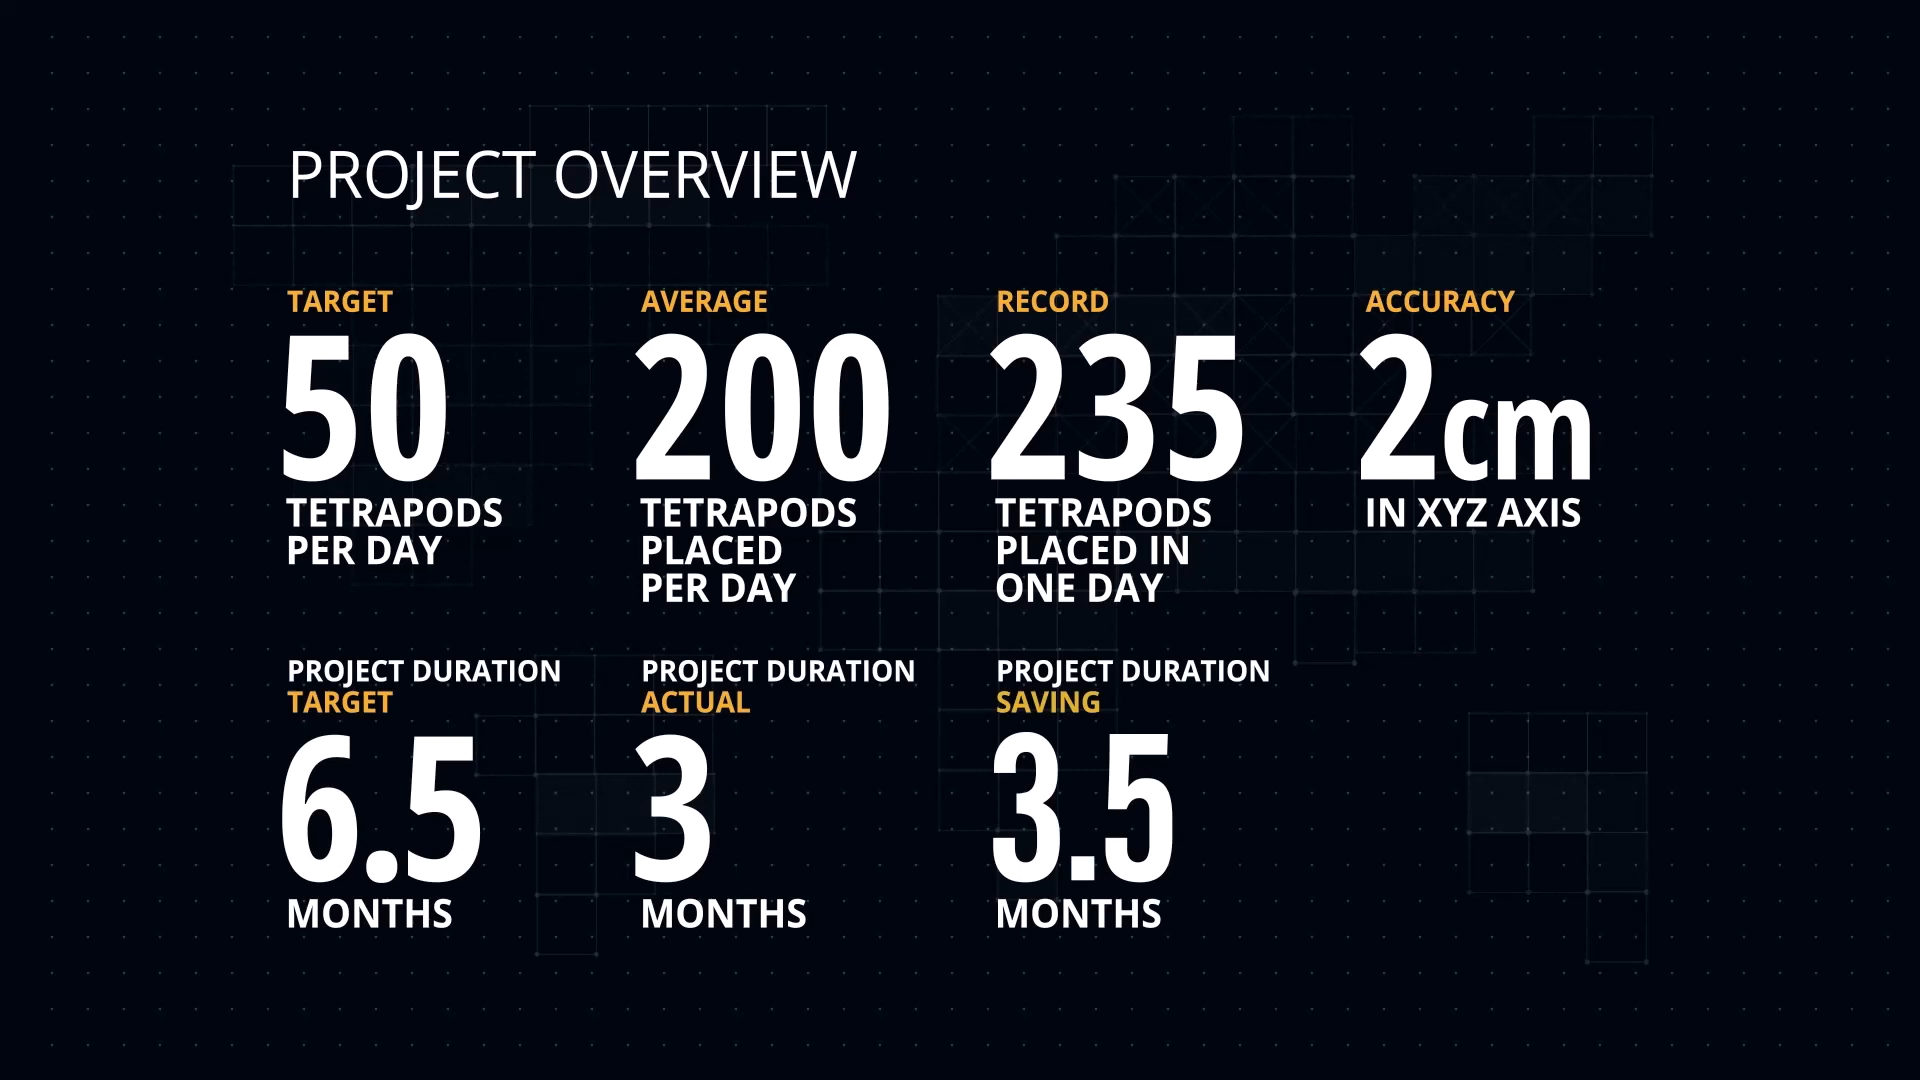 PROJECT OVERVIEW
TARGET
50
TETRAPODS
PER DAY
AVERAGE
200
TETRAPODS
PLACED
PER DAY
RECORD
235
TETRAPODS
PLACED IN
ONE DAY
ACCURACY
2cm
IN XYZ AXIS
PROJECT DURATION
TARGET
6.5
MONTHS
PROJECT DURATION
ACTUAL
3
MONTHS
PROJECT DURATION
SAVING
3.5
MONTHS